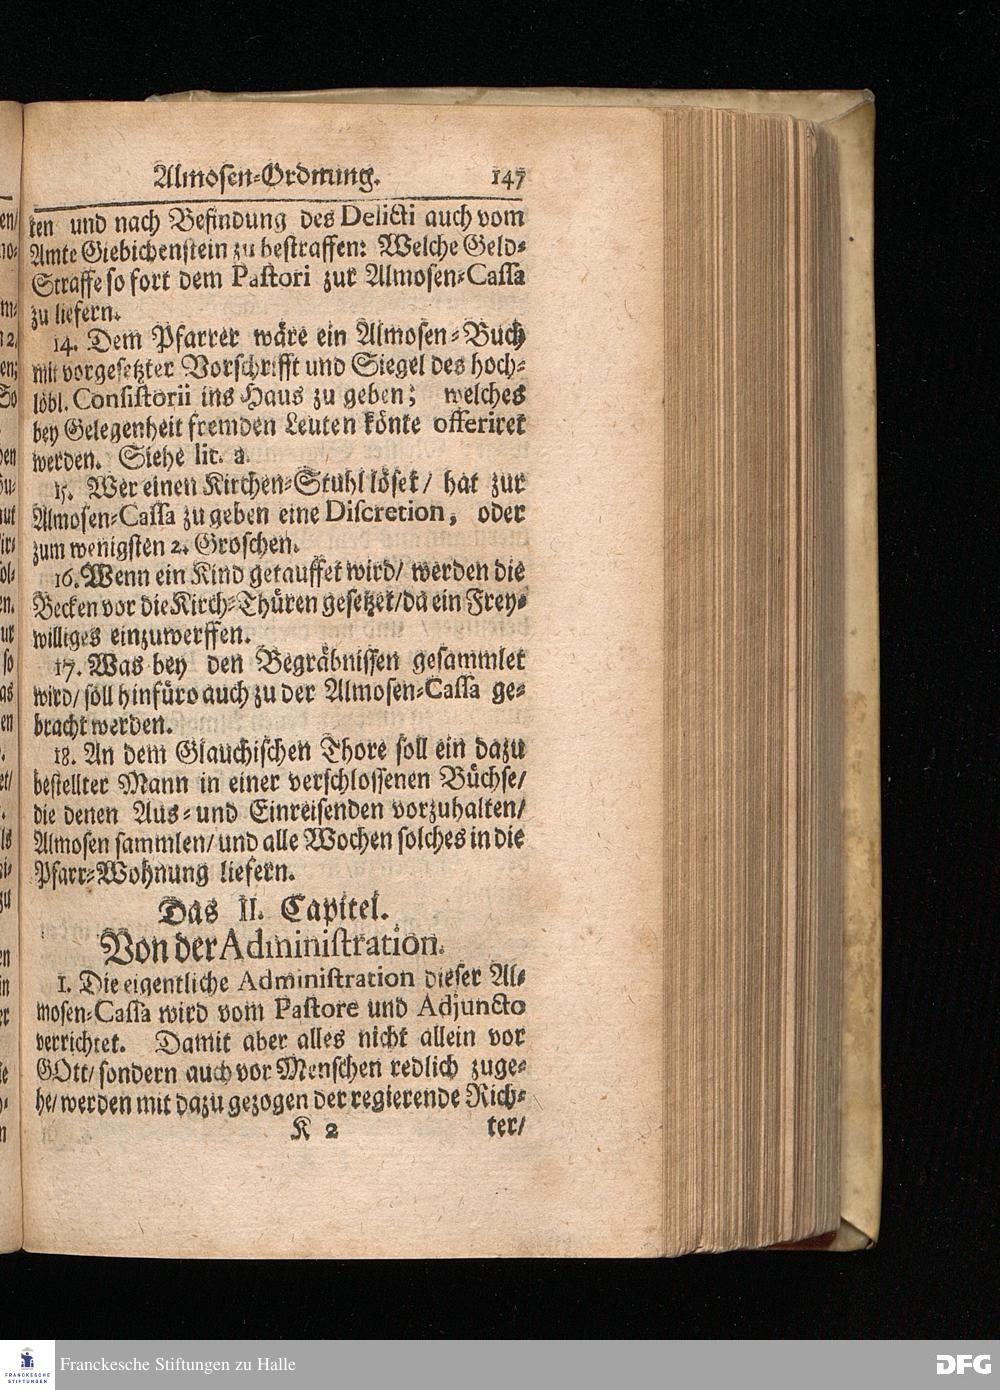 Almosen-Ordnung. 147
ten und nach Befindung des Delicti auch vom
Amte Giebichenstein zu bestraffen: Welche Geld-
Straffe so fort dem Pastori zur Almosen-Cassa
zu liefern.
14. Dem Pfarrer wäre ein Almosen-Buch
mit vorgesetzter Vorschrifft und Siegel des hoch-
löbl. Consistorii ins Haus zu geben; welches
bey Gelegenheit fremden Leuten könte offeriret
werden. Siehe lit. a.
15. Wer einen Kirchen-Stuhl löset/ hat zur
Almosen-Cassa zu geben eine Discretion, oder
zum wenigsten 2. Groschen.
16. Wenn ein Kind getauffet wird/ werden die
Becken vor die Kirch-Thüren gesetzet/ da ein Frey-
williges einzuwerffen.
17. Was bey den Begräbnissen gesammlet
wird/ soll hinfüro auch zu der Almosen-Cassa ge-
bracht werden.
18. An dem Glauchischen Thore soll ein dazu
bestellter Mann in einer verschlossenen Büchse/
die denen Aus- und Einreisenden vorzuhalten/
Almosen sammlen/ und alle Wochen solches in die
Pfarr-Wohnung liefern.
Das II. Capitel.
Von der Administration.
1. Die eigentliche Administration dieser Al-
mosen-Cassa wird vom Pastore und Adjuncto
verrichtet. Damit aber alles nicht allein vor
GOtt/ sondern auch vor Menschen redlich zuge-
he/ werden mit dazu gezogen der regierende Rich-
K 2 ter/
FRANCKESCHE
STIFTUNGEN
Franckesche Stiftungen zu Halle
DFG